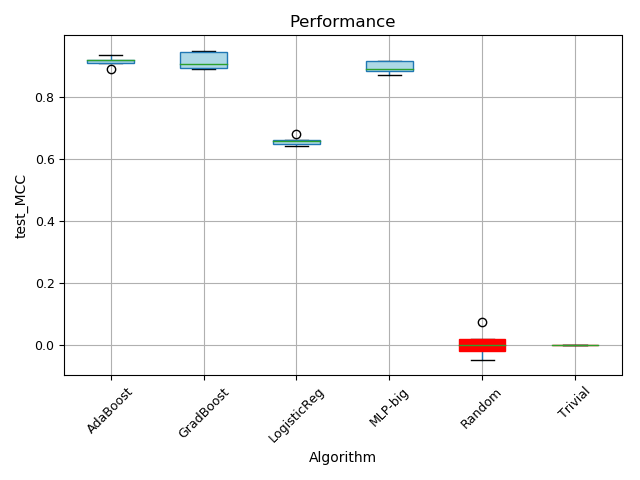 Performance
test_MCC
0.8
0.6
0.4
0.2
0.0
AdaBoost
GradBoost
LogisticReg
MLP-big
Random
Trivial
Algorithm